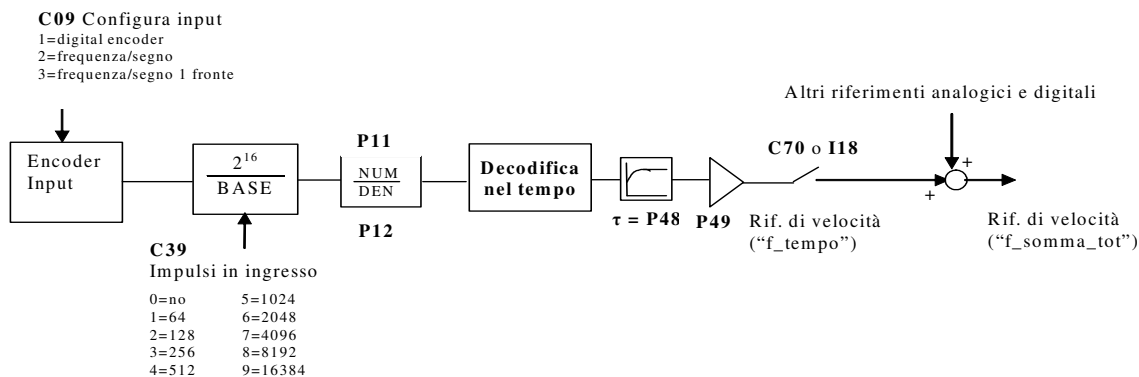 C09 Configura input
1=digital encoder
2=frequenza/segno
3=frequenza/segno 1 fronte
Altri riferimenti analogici e digitali
Encoder
Input
2^16
BASE
P11
NUM
DEN
P12
Decodifica
nel tempo
τ = P48
P49
C70 o I18
+
+
Rif. di velocità
("f_tempo")
Rif. di velocità
("f_somma_tot")
C39
Impulsi in ingresso
0=no 5=1024
1=64 6=2048
2=128 7=4096
3=256 8=8192
4=512 9=16384